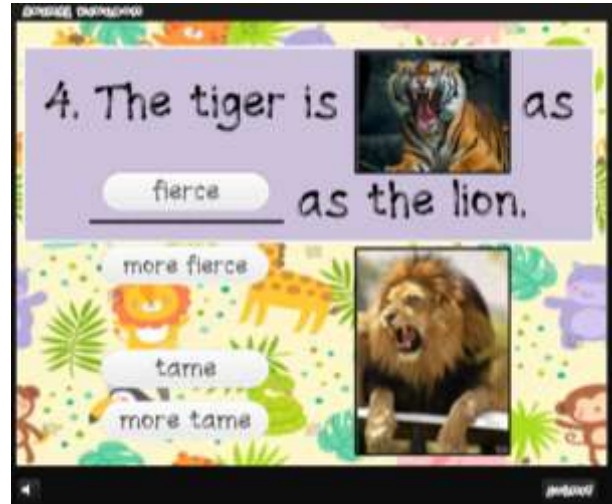 4. The tiger is as
fierce
as the lion.
more fierce
tame
more tame